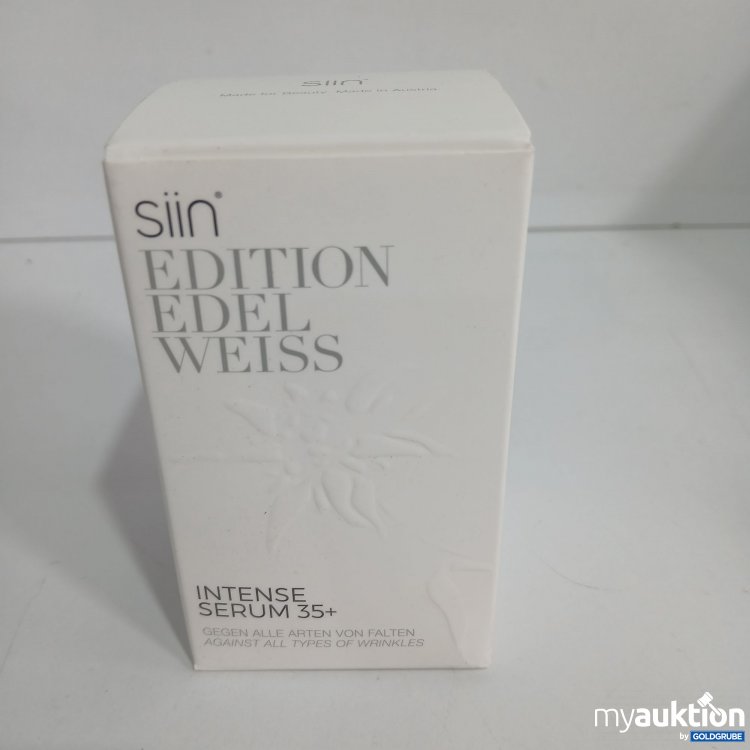 siin
Made for Beauty. Made in Austria
siin®
EDITION
EDEL
WEISS
INTENSE
SERUM 35+
GEGEN ALLE ARTEN VON FALTEN
AGAINST ALL TYPES OF WRINKLES
myauktion
by GOLDGRUBE